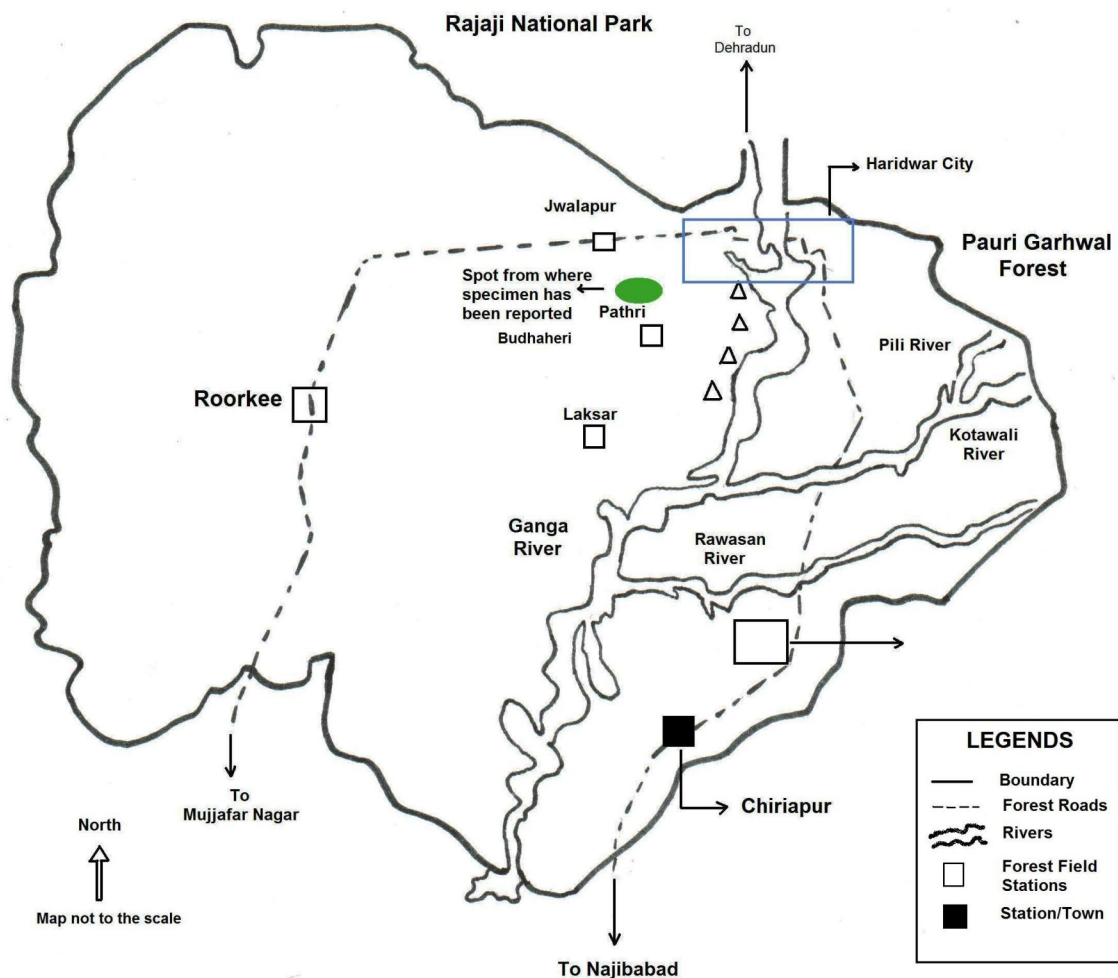 Rajaji National Park
To
Dehradun
Haridwar City
Jwalapur
Pauri Garhwal
Forest
Spot from where
specimen has
been reported
Pathri
Budhaheri
Pili River
Roorkee
Laksar
Kotawali
River
Ganga
River
Rawasan
River
LEGENDS
Boundary
Forest Roads
Rivers
Forest Field
Stations
Station/Town
To
Mujjafar Nagar
Chiriapur
North
Map not to the scale
To Najibabad